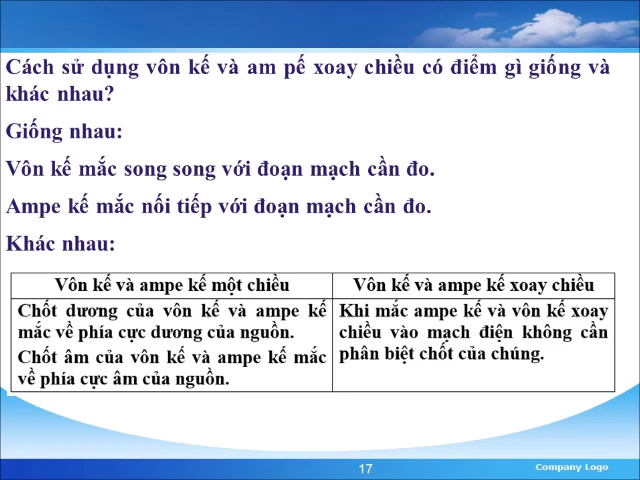 Cách sử dụng vôn kế và am pế xoay chiều có điểm gì giống và
khác nhau?
Giống nhau:
Vôn kế mắc song song với đoạn mạch cần đo.
Ampe kế mắc nối tiếp với đoạn mạch cần đo.
Khác nhau:
Vôn kế và ampe kế một chiều
Vôn kế và ampe kế xoay chiều
Chốt dương của vôn kế và ampe kế
mắc về phía cực dương của nguồn.
Chốt âm của vôn kế và ampe kế mắc
về phía cực âm của nguồn.
Khi mắc ampe kế và vôn kế xoay
chiều vào mạch điện không cần
phân biệt chốt của chúng.
17
Company Logo